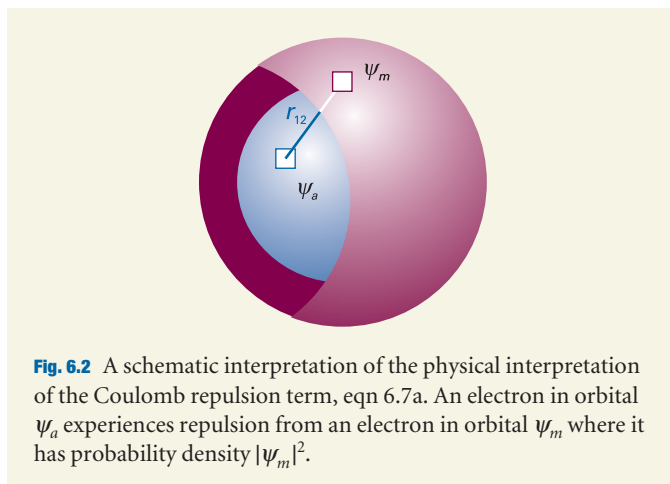 ψm
r12
ψa
Fig. 6.2 A schematic interpretation of the physical interpretation
of the Coulomb repulsion term, eqn 6.7a. An electron in orbital
ψa experiences repulsion from an electron in orbital ψm where it
has probability density |ψm|².